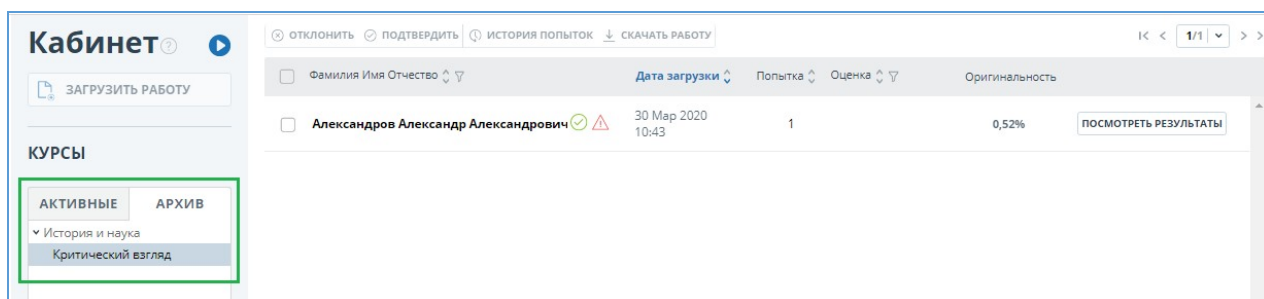 Кабинет
ЗАГРУЗИТЬ РАБОТУ
КУРСЫ
АКТИВНЫЕ АРХИВ
История и наука
Критический взгляд
ОТКЛОНИТЬ ПОДТВЕРДИТЬ ИСТОРИЯ ПОПЫТОК СКАЧАТЬ РАБОТУ 1/1
Фамилия Имя Отчество Дата загрузки Попытка Оценка Оригинальность
Александров Александр Александрович 30 Мар 2020 1 0,52% ПОСМОТРЕТЬ РЕЗУЛЬТАТЫ
10:43